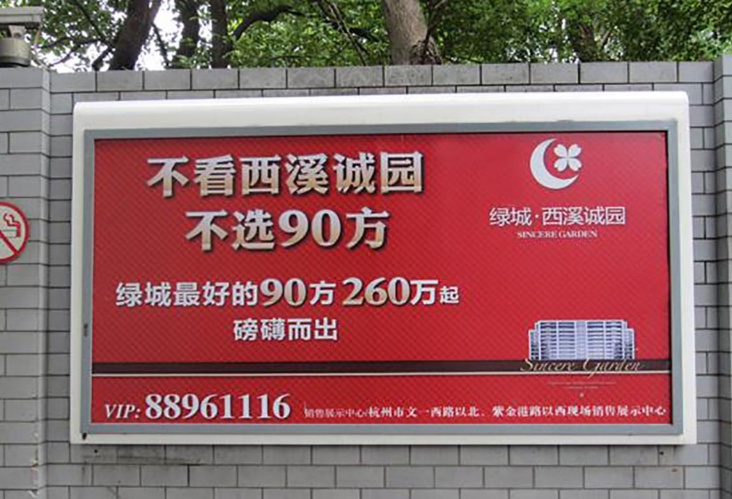 不看西溪诚园
不选90方
绿城最好的90方260万起
磅礴而出
绿城·西溪诚园
SINCERE GARDEN
Sincere Garden
VIP: 88961116
销售展示中心:杭州市文一西路以北、紫金港路以西现场销售展示中心